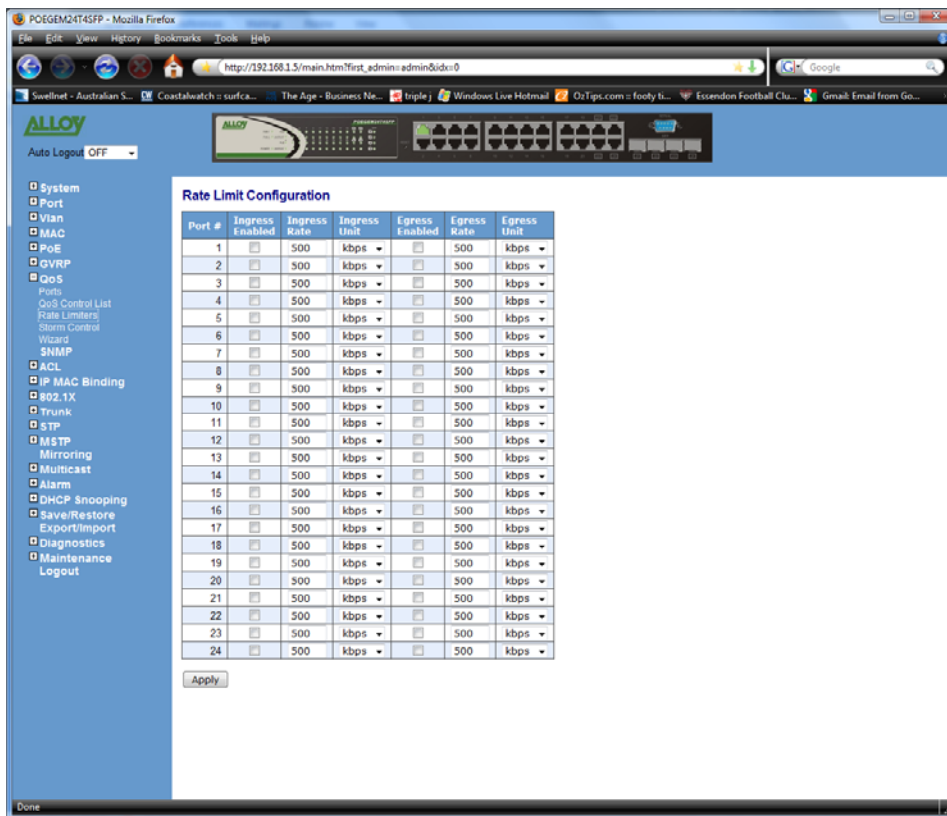 POEGEM24T4SFP - Mozilla Firefox
File Edit View History Bookmarks Tools Help
http://192.168.1.5/main.htm?first_admin=admin&idx=0
Google
Swellnet - Australian S... Coastalwatch :: surfca... The Age - Business Ne... triple j Windows Live Hotmail OzTips.com :: footy ti... Essendon Football Clu... Gmail: Email from Go...
ALLOY
ALLOY
Auto Logout OFF
System
Port
Vlan
MAC
PoE
GVRP
QoS
Ports
QoS Control List
Rate Limiters
Storm Control
Wizard
SNMP
ACL
IP MAC Binding
802.1X
Trunk
STP
MSTP
Mirroring
Multicast
Alarm
DHCP Snooping
Save/Restore
Export/Import
Diagnostics
Maintenance
Logout
Rate Limit Configuration
Port # Ingress Enabled Ingress Rate Ingress Unit Egress Enabled Egress Rate Egress Unit
1 500 kbps 500 kbps
2 500 kbps 500 kbps
3 500 kbps 500 kbps
4 500 kbps 500 kbps
5 500 kbps 500 kbps
6 500 kbps 500 kbps
7 500 kbps 500 kbps
8 500 kbps 500 kbps
9 500 kbps 500 kbps
10 500 kbps 500 kbps
11 500 kbps 500 kbps
12 500 kbps 500 kbps
13 500 kbps 500 kbps
14 500 kbps 500 kbps
15 500 kbps 500 kbps
16 500 kbps 500 kbps
17 500 kbps 500 kbps
18 500 kbps 500 kbps
19 500 kbps 500 kbps
20 500 kbps 500 kbps
21 500 kbps 500 kbps
22 500 kbps 500 kbps
23 500 kbps 500 kbps
24 500 kbps 500 kbps
Apply
Done